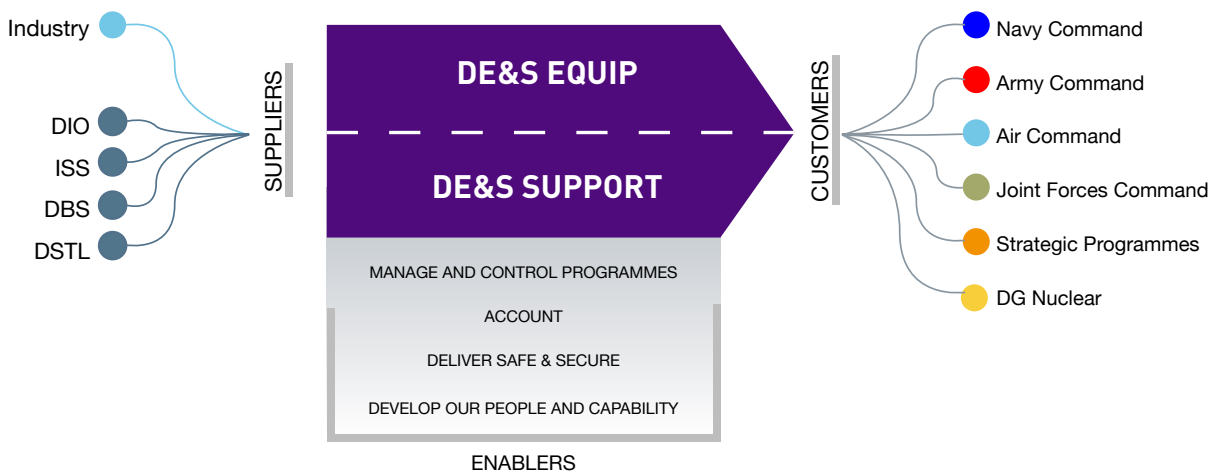 Industry
DIO
ISS
DBS
DSTL
SUPPLIERS
DE&S EQUIP
DE&S SUPPORT
MANAGE AND CONTROL PROGRAMMES
ACCOUNT
DELIVER SAFE & SECURE
DEVELOP OUR PEOPLE AND CAPABILITY
ENABLERS
CUSTOMERS
Navy Command
Army Command
Air Command
Joint Forces Command
Strategic Programmes
DG Nuclear